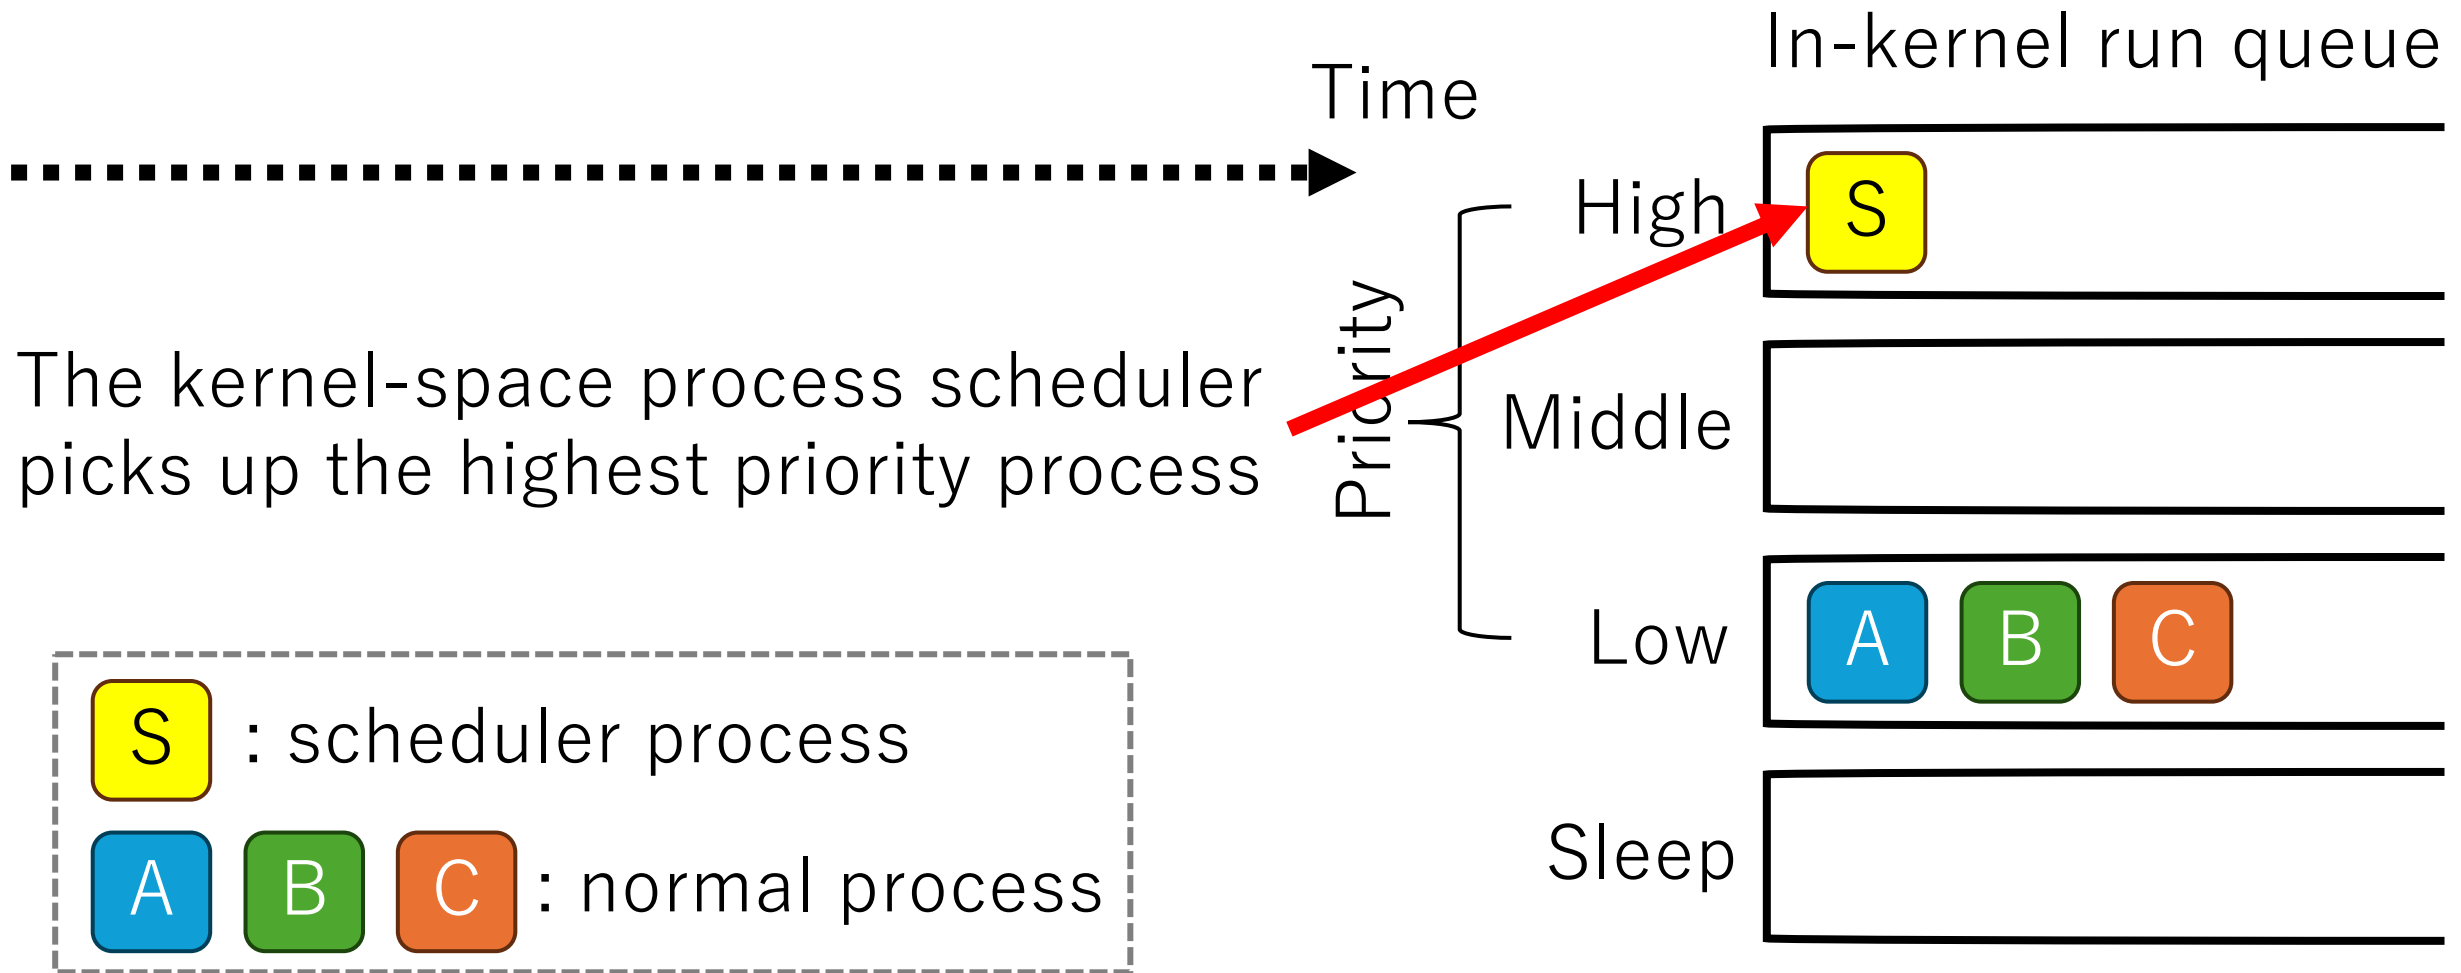 In-kernel run queue
Time
High
S
Priority
The kernel-space process scheduler
picks up the highest priority process
Middle
Low
A B C
S : scheduler process
A B C : normal process
Sleep